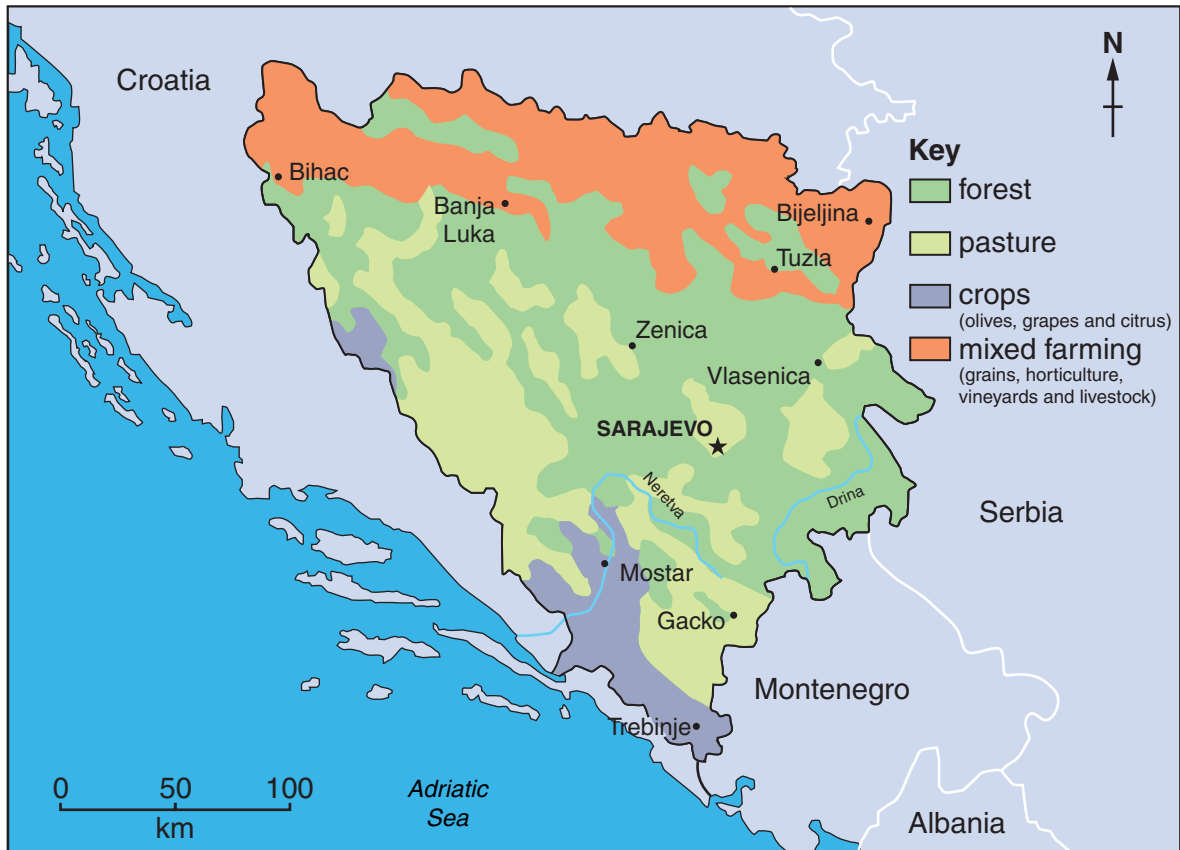 Croatia
N
Key
forest
pasture
crops
(olives, grapes and citrus)
mixed farming
(grains, horticulture,
vineyards and livestock)
Bihac
Banja
Luka
Bijeljina
Tuzla
Zenica
Vlasenica
SARAJEVO
Neretva
Drina
Serbia
Mostar
Gacko
Montenegro
Trebinje
0 50 100
km
Adriatic
Sea
Albania